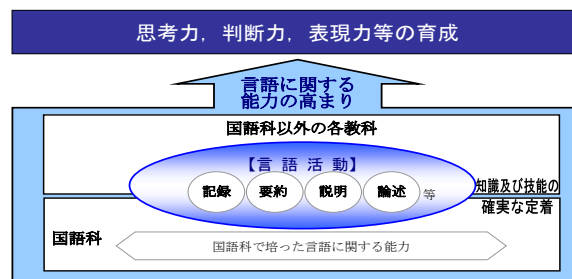 思考力，判断力，表現力等の育成
言語に関する
能力の高まり
国語科以外の各教科
【言 語 活 動】
記録 要約 説明 論述 等
知識及び技能の
確実な定着
国語科
国語科で培った言語に関する能力